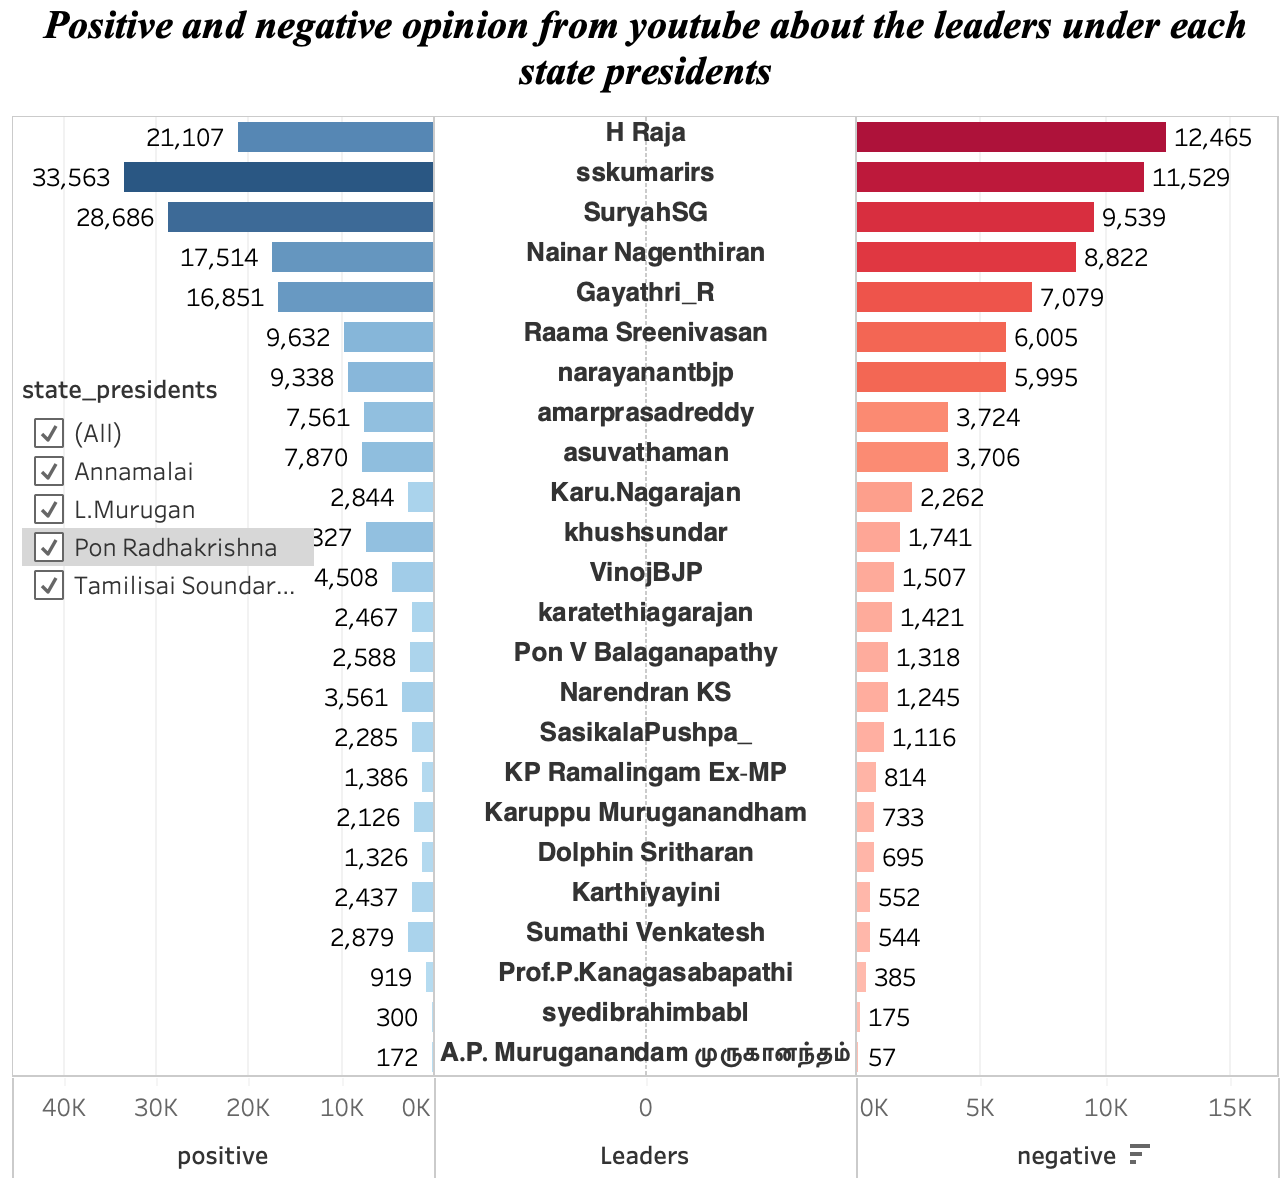 Positive and negative opinion from youtube about the leaders under each
state presidents
21,107 H Raja 12,465
33,563 sskumarirs 11,529
28,686 SuryahSG 9,539
17,514 Nainar Nagenthiran 8,822
16,851 Gayathri_R 7,079
9,632 Raama Sreenivasan 6,005
9,338 narayanantbjp 5,995
7,561 amarprasadreddy 3,724
7,870 asuvathaman 3,706
2,844 Karu.Nagarajan 2,262
327 khushsundar 1,741
4,508 VinojBJP 1,507
2,467 karatethiagarajan 1,421
2,588 Pon V Balaganapathy 1,318
3,561 Narendran KS 1,245
2,285 SasikalaPushpa_ 1,116
1,386 KP Ramalingam Ex-MP 814
2,126 Karuppu Muruganandham 733
1,326 Dolphin Sritharan 695
2,437 Karthiyayini 552
2,879 Sumathi Venkatesh 544
919 Prof.P.Kanagasabapathi 385
300 syedibrahimbabl 175
172 A.P. Muruganandam முருகானந்தம் 57
state_presidents
(All)
Annamalai
L.Murugan
Pon Radhakrishna
Tamilisai Soundar...
40K 30K 20K 10K 0K 0 0K 5K 10K 15K
positive Leaders negative